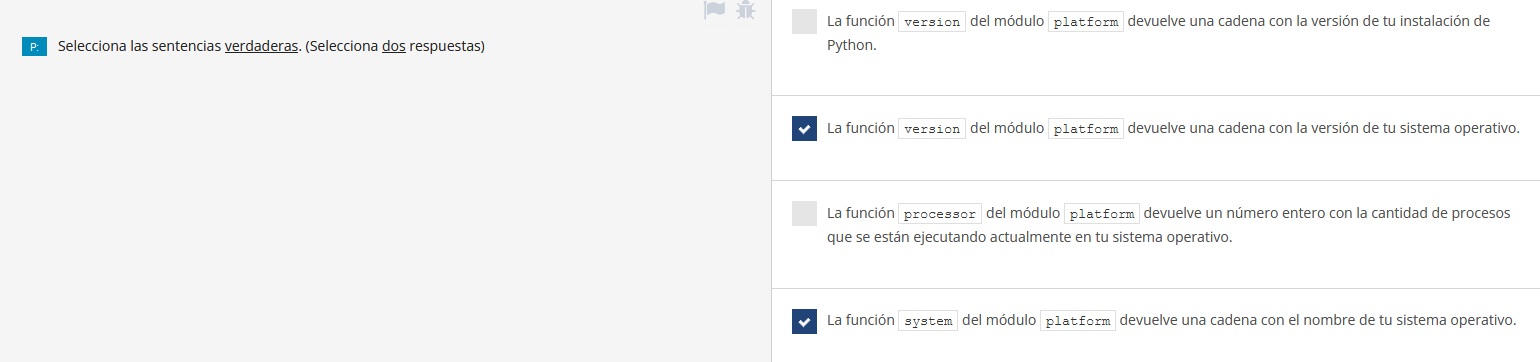 P: Selecciona las sentencias verdaderas. (Selecciona dos respuestas)
La función version del módulo platform devuelve una cadena con la versión de tu instalación de
Python.
La función version del módulo platform devuelve una cadena con la versión de tu sistema operativo.
La función processor del módulo platform devuelve un número entero con la cantidad de procesos
que se están ejecutando actualmente en tu sistema operativo.
La función system del módulo platform devuelve una cadena con el nombre de tu sistema operativo.